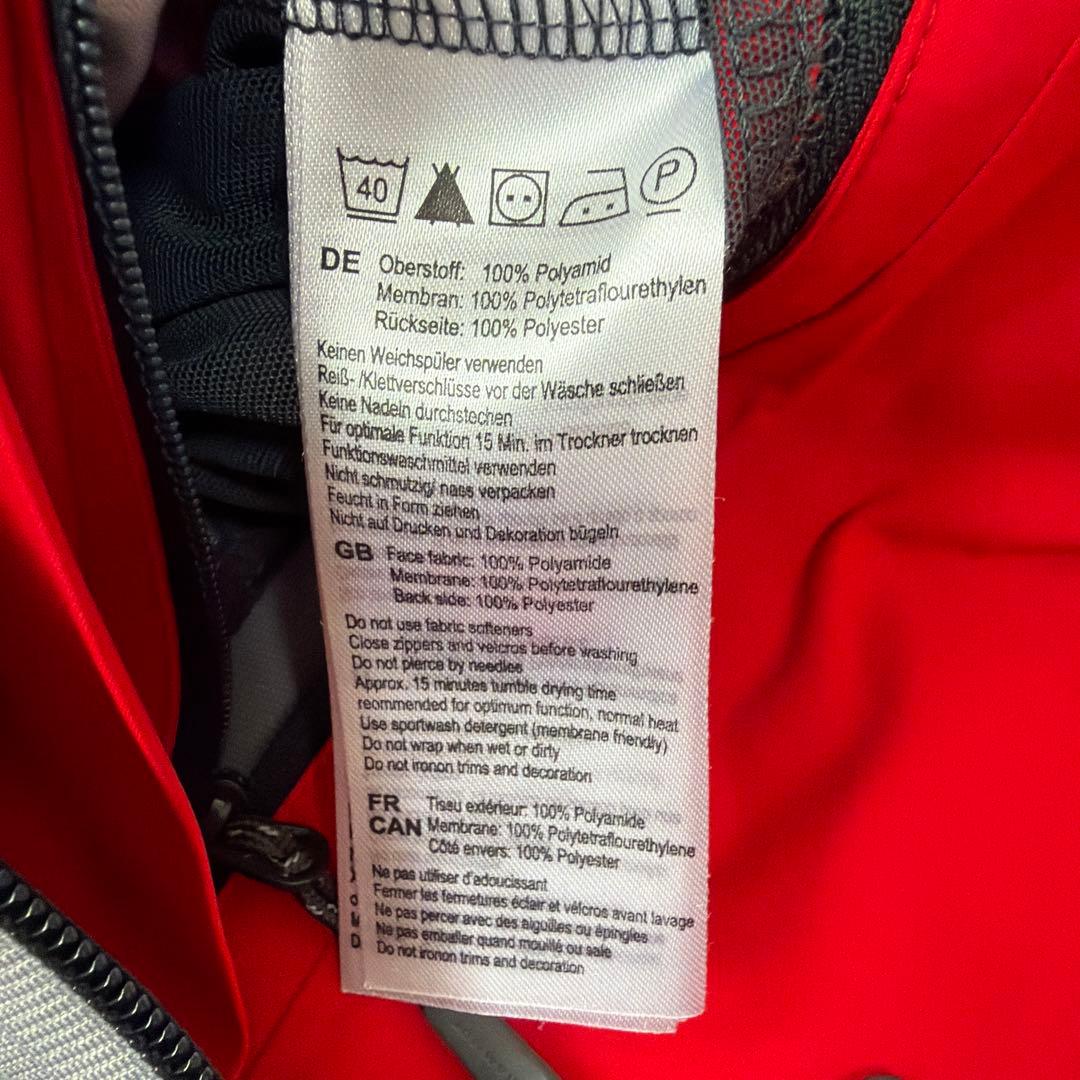 40
P
DE Oberstoff: 100% Polyamid
Membran: 100% Polytetraflourethylen
Rückseite: 100% Polyester
Keinen Weichspüler verwenden
Reiß- /Klettverschlüsse vor der Wäsche schließen
Keine Nadeln durchstechen
Für optimale Funktion 15 Min. im Trockner trocknen
Funktionswaschmittel verwenden
Nicht schmutzig/ nass verpacken
Feucht in Form ziehen
Nicht auf Drucken und Dekoration bügeln
GB Face fabric: 100% Polyamide
Membrane: 100% Polytetraflourethylene
Back side: 100% Polyester
Do not use fabric softeners
Close zippers and velcros before washing
Do not pierce by needles
Approx. 15 minutes tumble drying time
reommended for optimum function, normal heat
Use sportwash detergent (membrane friendly)
Do not wrap when wet or dirty
Do not ironon trims and decoration
FR Tissu extérieur: 100% Polyamide
CAN Membrane: 100% Polytetraflourethylene
Côté envers: 100% Polyester
Ne pas utiliser d'adoucissant
Fermer les fermetures éclair et vélcros avant lavage
Ne pas percer avec des aiguilles ou épingles
Ne pas emballer quand mouillé ou sale
Do not ironon trims and decoration